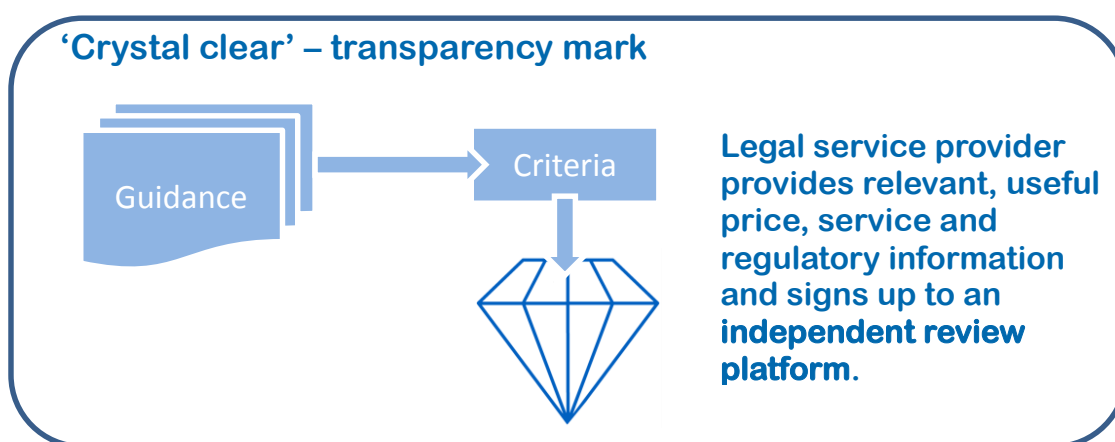 ‘Crystal clear’ – transparency mark
Guidance
Criteria
Legal service provider
provides relevant, useful
price, service and
regulatory information
and signs up to an
independent review
platform.